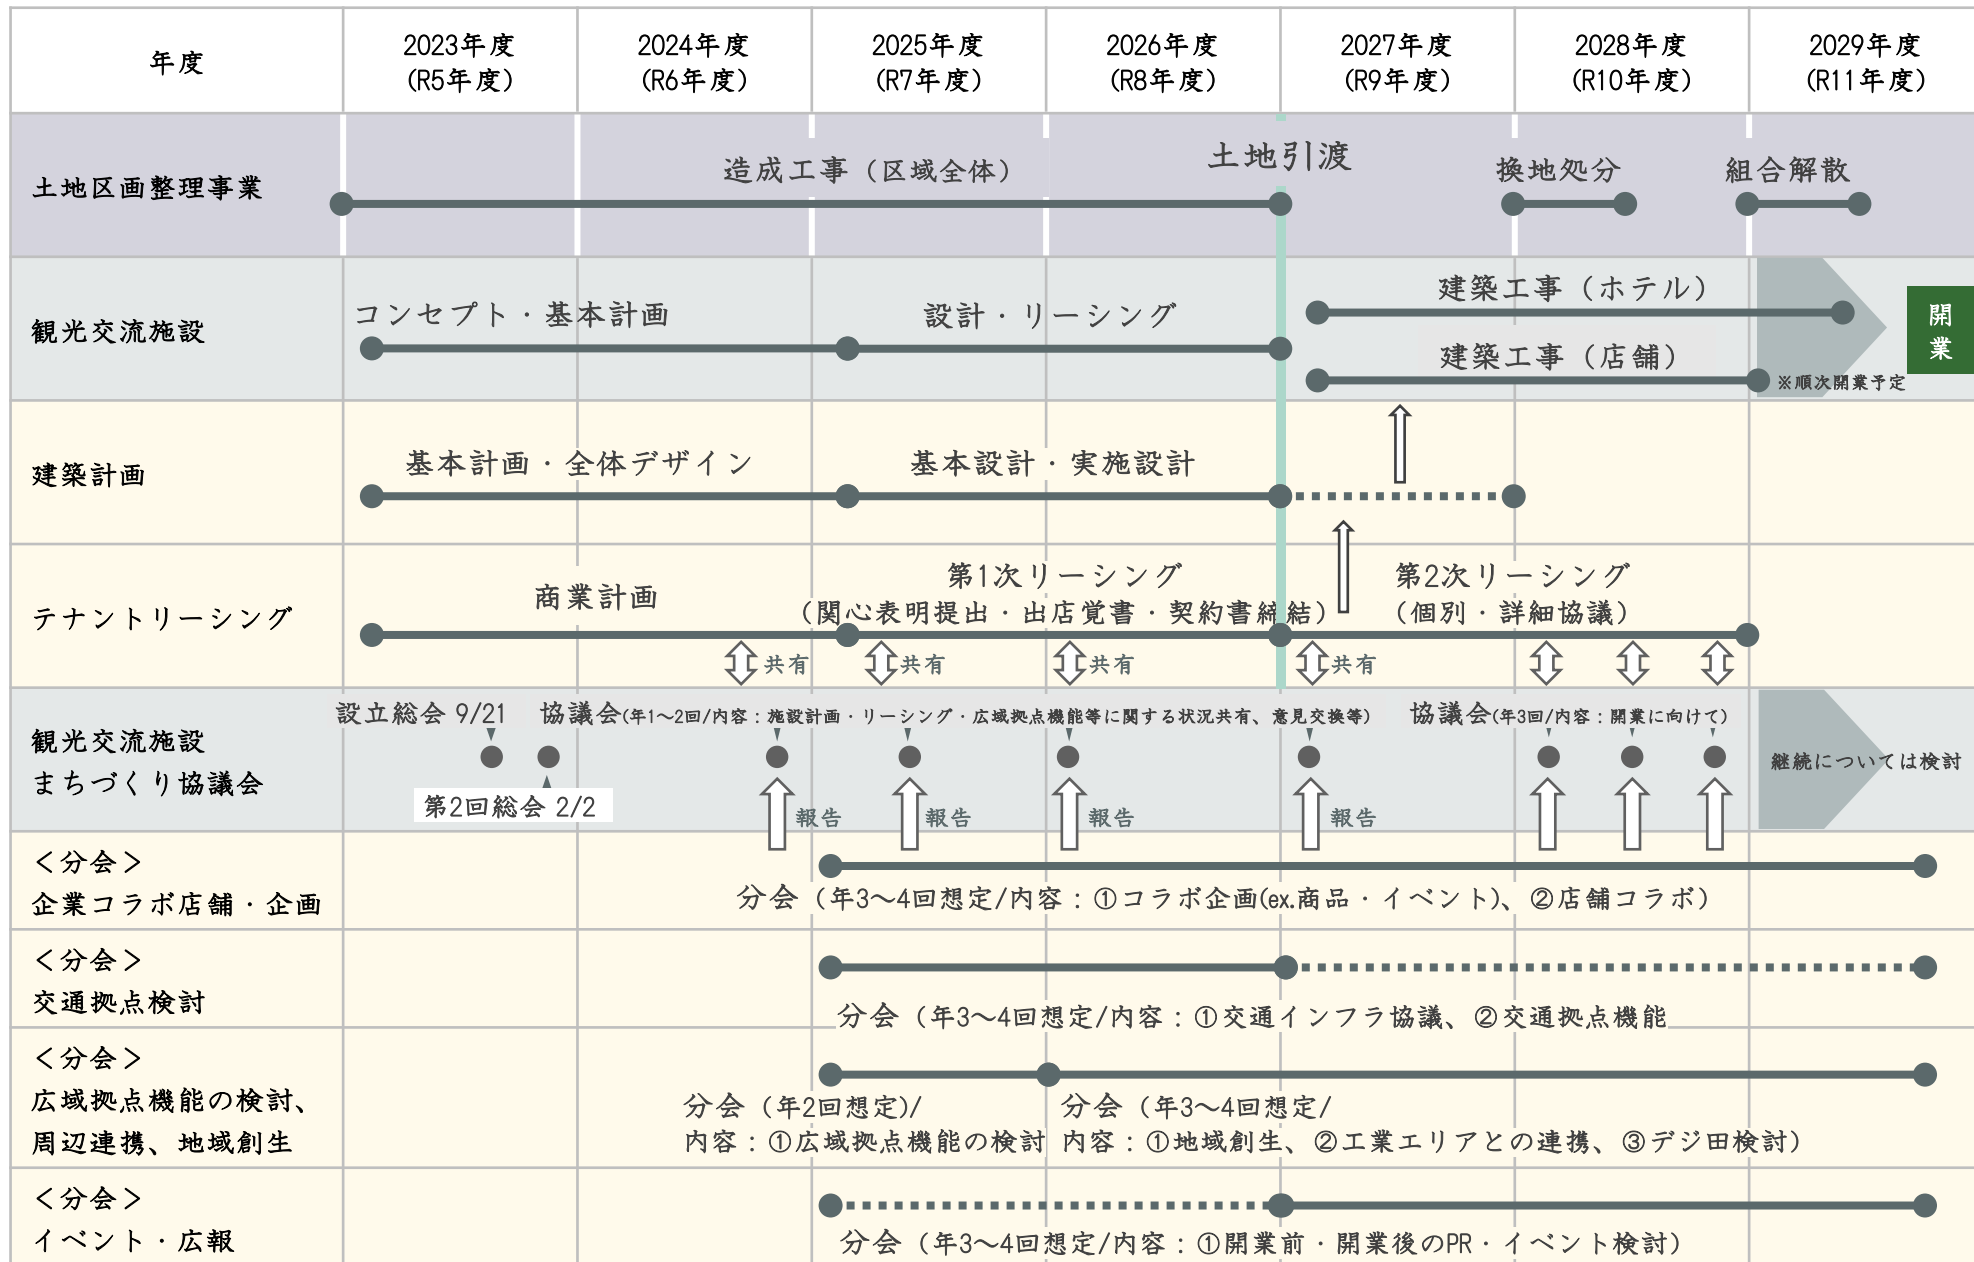 年度
2023年度
(R5年度)
2024年度
(R6年度)
2025年度
(R7年度)
2026年度
(R8年度)
2027年度
(R9年度)
2028年度
(R10年度)
2029年度
(R11年度)
土地区画整理事業
造成工事（区域全体）
土地引渡
換地処分
組合解散
観光交流施設
コンセプト・基本計画
設計・リーシング
建築工事（ホテル）
建築工事（店舗）
※順次開業予定
開
業
建築計画
基本計画・全体デザイン
基本設計・実施設計
テナントリーシング
商業計画
第1次リーシング
（関心表明提出・出店覚書・契約書締結）
第2次リーシング
（個別・詳細協議）
共有
共有
共有
共有
観光交流施設
まちづくり協議会
設立総会 9/21
第2回総会 2/2
協議会(年1～2回/内容：施設計画・リーシング・広域拠点機能等に関する状況共有、意見交換等)
協議会(年3回/内容：開業に向けて)
継続については検討
報告
報告
報告
報告
＜分会＞
企業コラボ店舗・企画
分会（年3～4回想定/内容：①コラボ企画(ex.商品・イベント)、②店舗コラボ）
＜分会＞
交通拠点検討
分会（年3～4回想定/内容：①交通インフラ協議、②交通拠点機能
＜分会＞
広域拠点機能の検討、
周辺連携、地域創生
分会（年2回想定)/
内容：①広域拠点機能の検討
分会（年3～4回想定/
内容：①地域創生、②工業エリアとの連携、③デジ田検討）
＜分会＞
イベント・広報
分会（年3～4回想定/内容：①開業前・開業後のPR・イベント検討）